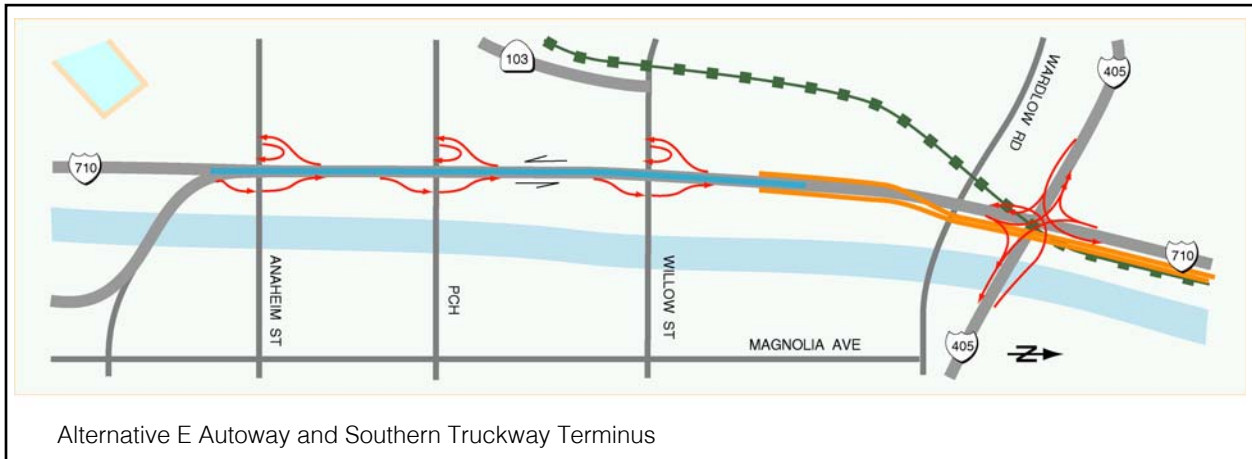 103
405
WARDLOW RD
710
ANAHEIM ST
PCH
WILLOW ST
710
MAGNOLIA AVE
405
N
Alternative E Autoway and Southern Truckway Terminus